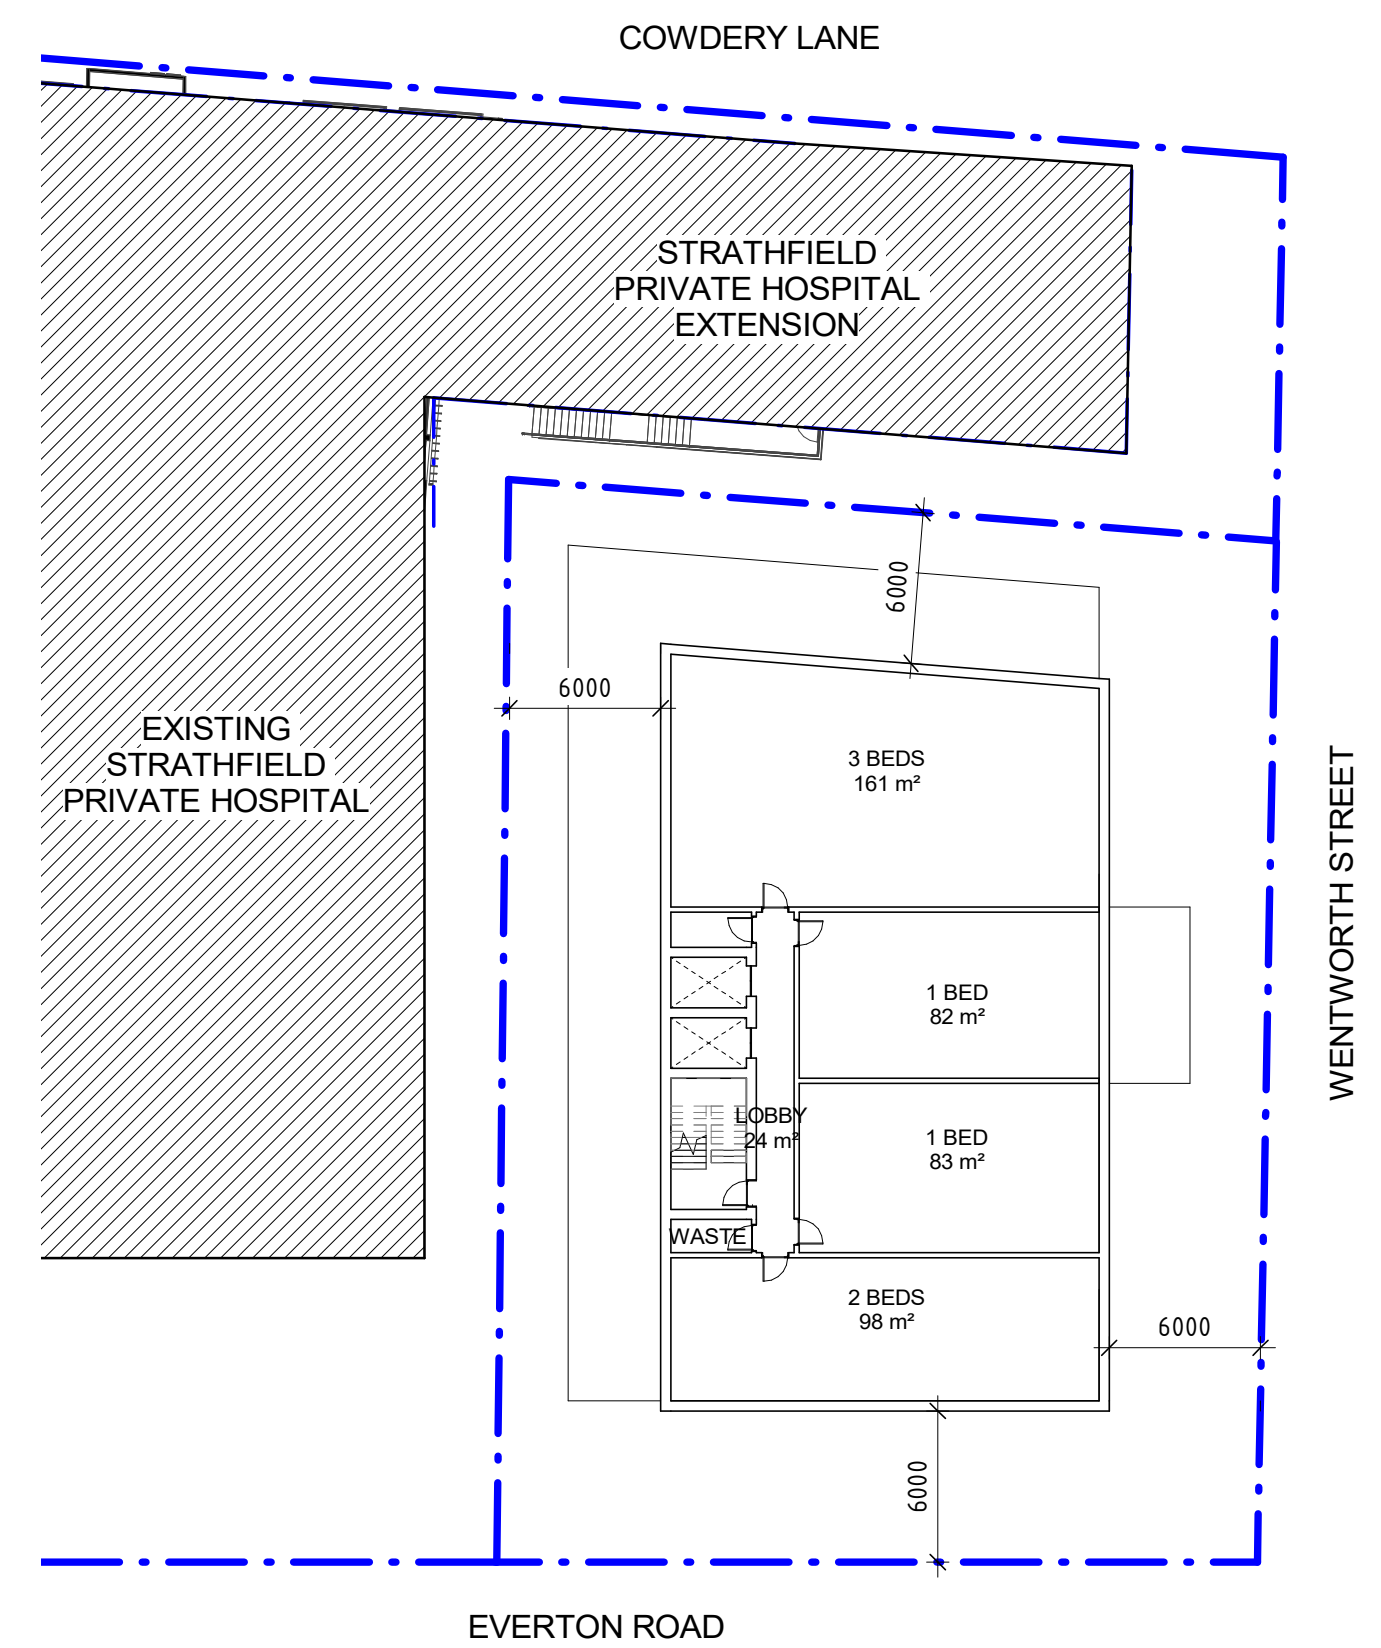 COWDERY LANE
STRATHFIELD
PRIVATE HOSPITAL
EXTENSION
6000
6000
EXISTING
STRATHFIELD
PRIVATE HOSPITAL
3 BEDS
161 m²
WENTWORTH STREET
1 BED
82 m²
LOBBY
24 m²
1 BED
83 m²
WASTE
2 BEDS
98 m²
6000
6000
EVERTON ROAD